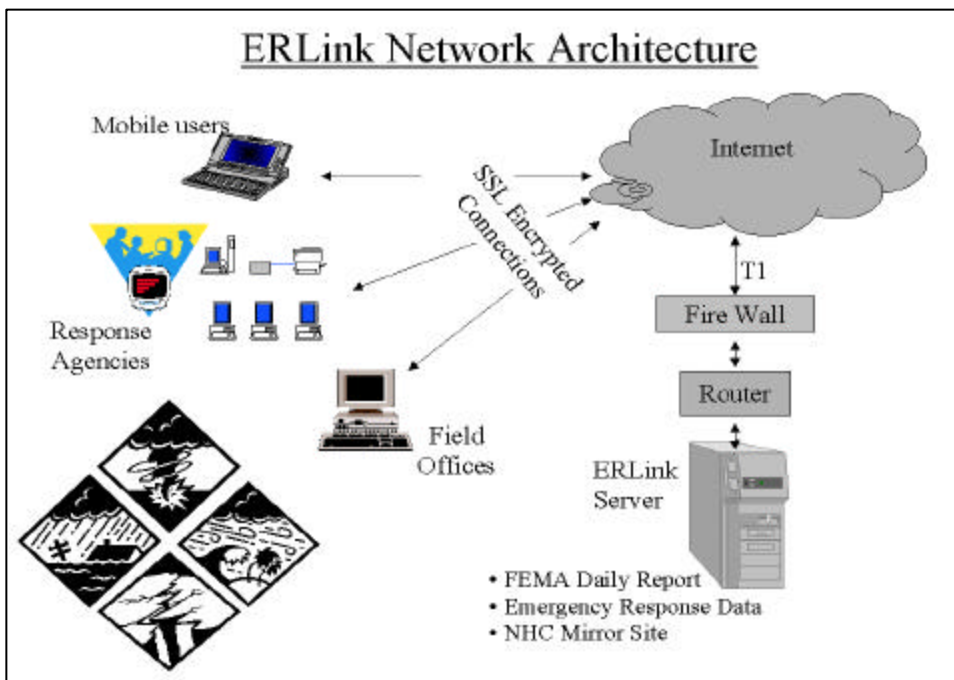 ERLink Network Architecture
Mobile users
Internet
SSL Encrypted
Connections
T1
Response
Agencies
Fire Wall
Router
Field
Offices
ERLink
Server
• FEMA Daily Report
• Emergency Response Data
• NHC Mirror Site